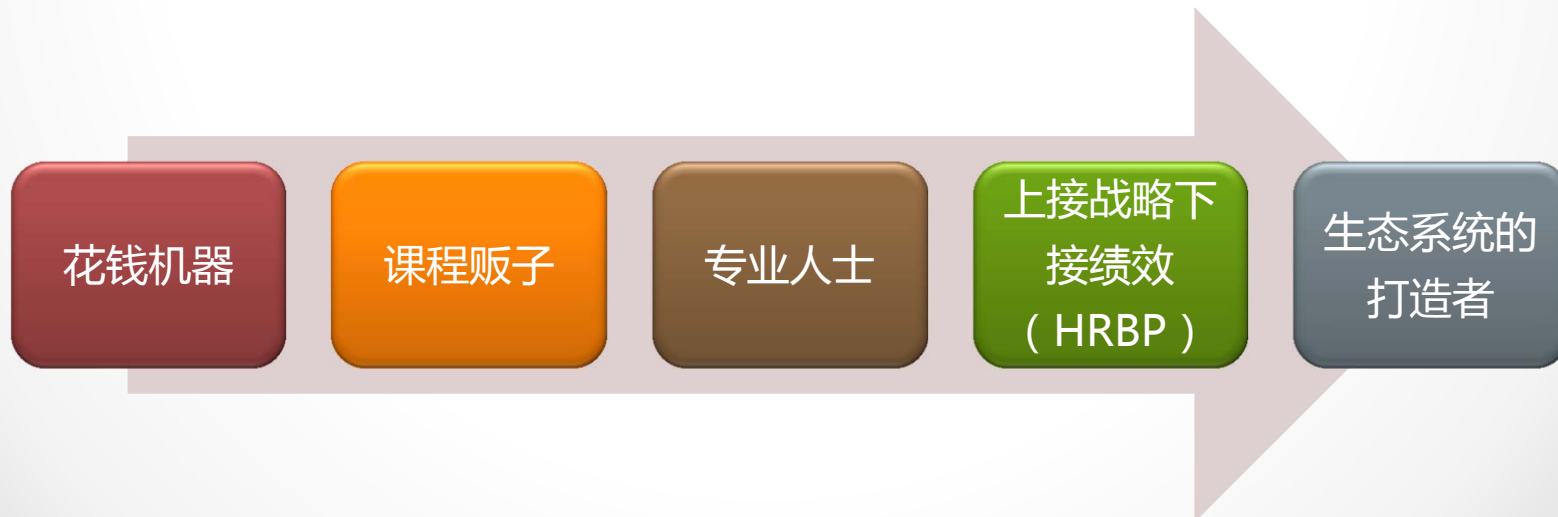 花钱机器
课程贩子
专业人士
上接战略下
接绩效
（HRBP）
生态系统的
打造者